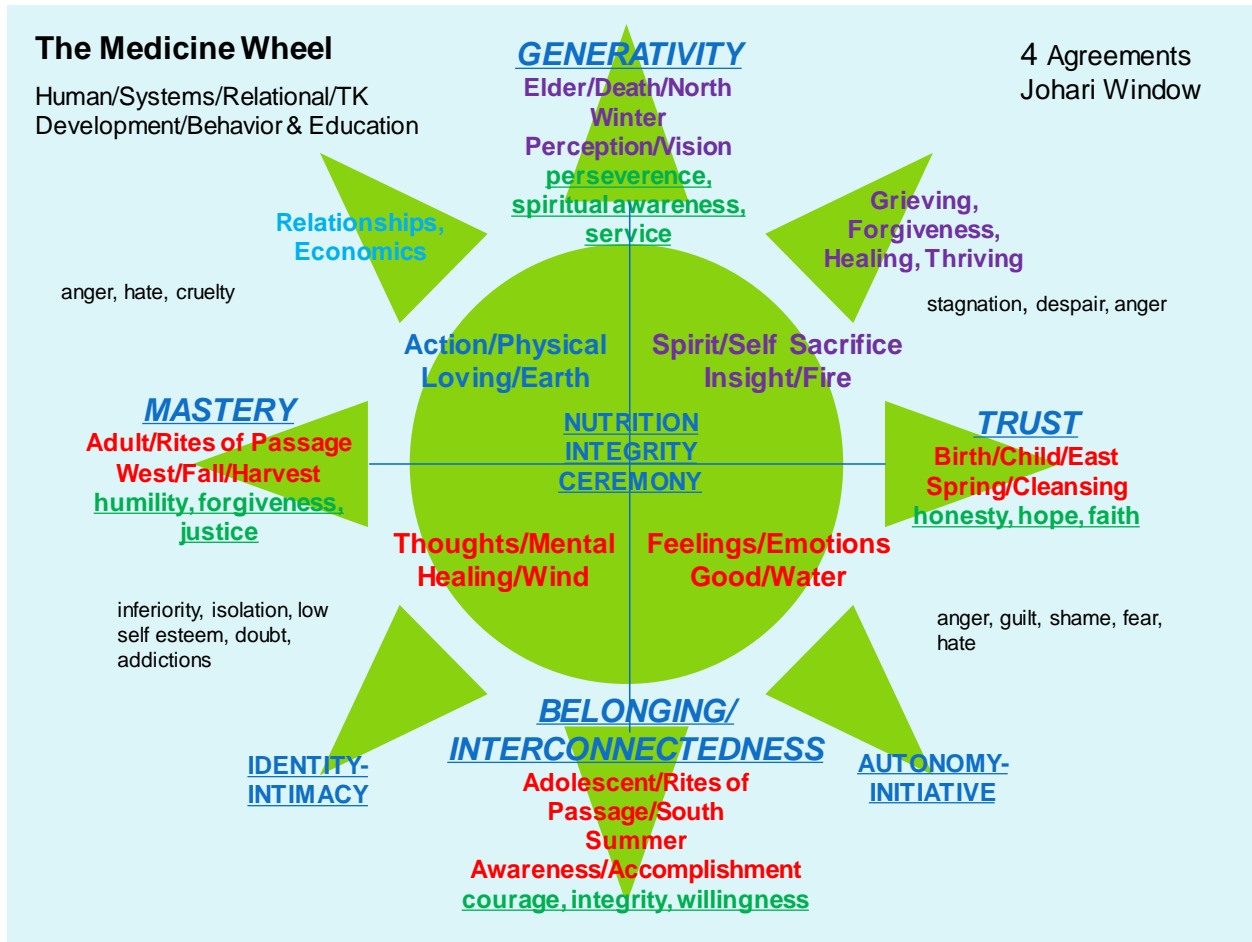 The Medicine Wheel
Human/Systems/Relational/TK
Development/Behavior & Education
4 Agreements
Johari Window
GENERATIVITY
Elder/Death/North
Winter
Perception/Vision
perseverence,
spiritual awareness,
service
Relationships,
Economics
Grieving,
Forgiveness,
Healing, Thriving
anger, hate, cruelty
stagnation, despair, anger
Action/Physical
Loving/Earth
Spirit/Self Sacrifice
Insight/Fire
MASTERY
Adult/Rites of Passage
West/Fall/Harvest
humility, forgiveness,
justice
NUTRITION
INTEGRITY
CEREMONY
TRUST
Birth/Child/East
Spring/Cleansing
honesty, hope, faith
Thoughts/Mental
Healing/Wind
Feelings/Emotions
Good/Water
inferiority, isolation, low
self esteem, doubt,
addictions
anger, guilt, shame, fear,
hate
BELONGING/
INTERCONNECTEDNESS
Adolescent/Rites of
Passage/South
Summer
Awareness/Accomplishment
courage, integrity, willingness
IDENTITY-
INTIMACY
AUTONOMY-
INITIATIVE